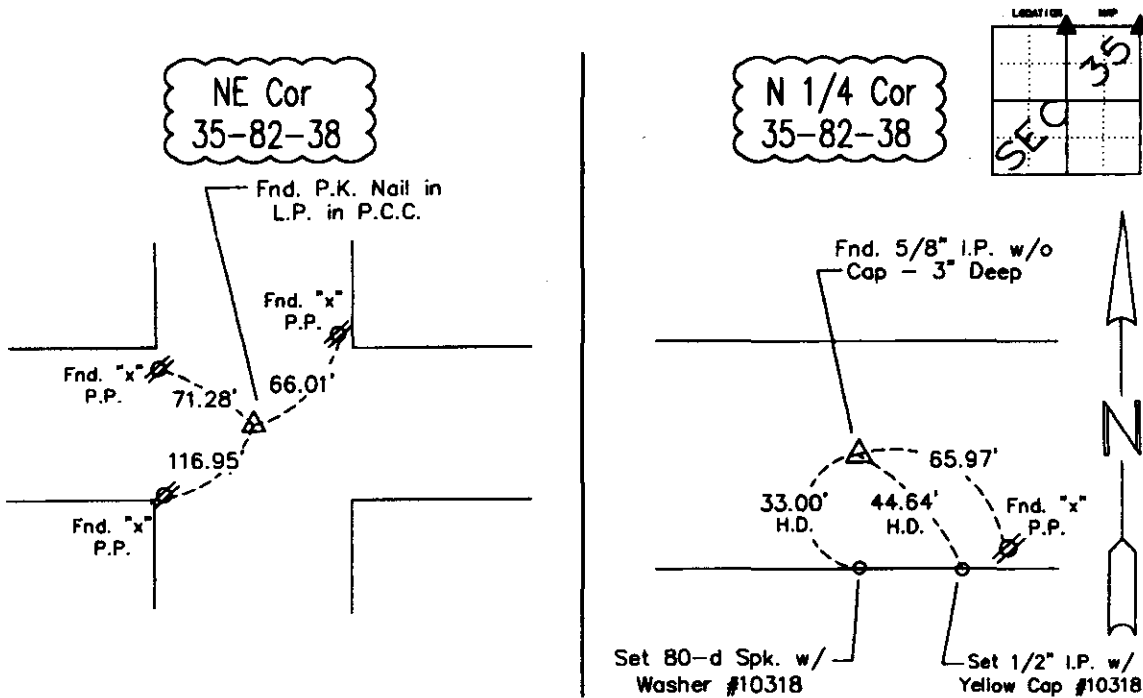 LOCATION MAP
SEC 35
NE Cor
35-82-38
Fnd. P.K. Nail in
L.P. in P.C.C.
Fnd. "x"
P.P.
Fnd. "x"
P.P.
71.28'
66.01'
116.95
Fnd. "x"
P.P.
N 1/4 Cor
35-82-38
Fnd. 5/8" I.P. w/o
Cap - 3" Deep
N
65.97'
33.00'
H.D.
44.64'
H.D.
Fnd. "x"
P.P.
Set 80-d Spk. w/
Washer #10318
Set 1/2" I.P. w/
Yellow Cap #10318